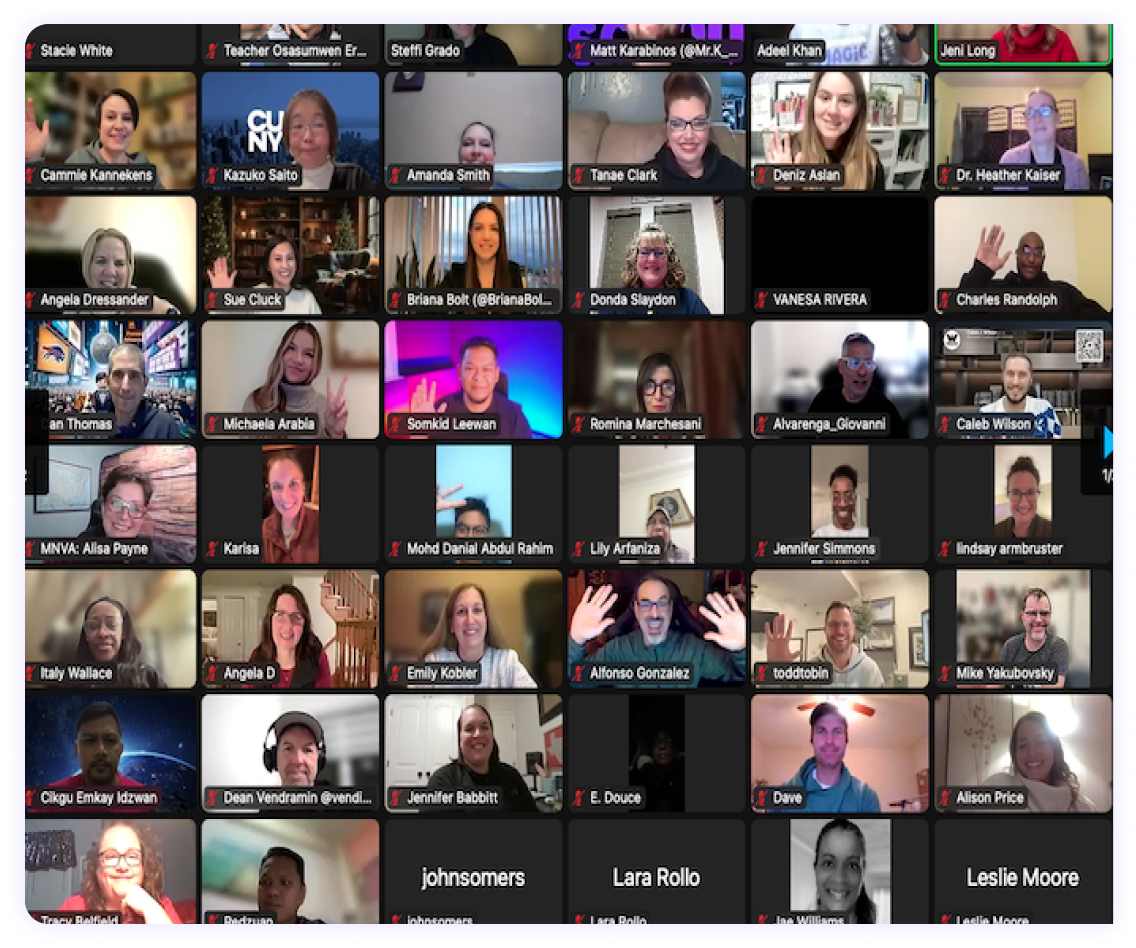 Stacie White
Teacher Osasumwen Er...
Steffi Grado
Matt Karabinos (@Mr.K_...
Adeel Khan
MAGIC
Jeni Long
Cammie Kannekens
CU
NY
Kazuko Saito
Amanda Smith
Tanae Clark
Deniz Aslan
Dr. Heather Kaiser
Angela Dressander
Sue Cluck
Briana Bolt (@BrianaBol...
Donda Slaydon
VANESA RIVERA
Charles Randolph
an Thomas
Michaela Arabia
Somkid Leewan
Romina Marchesani
Alvarenga_Giovanni
Caleb Wilson
MNVA: Alisa Payne
Karisa
Mohd Danial Abdul Rahim
Lily Arfaniza
Jennifer Simmons
lindsay armbruster
Italy Wallace
Angela D
Emily Kobler
Alfonso Gonzalez
toddtobin
Mike Yakubovsky
Cikgu Emkay Idzwan
Dean Vendramin @vendi...
Jennifer Babbitt
E. Douce
Dave
Alison Price
Tracy Belfield
Redzuan
johnsomers
johnsomers
Lara Rollo
Lara Rollo
Jae Williams
Leslie Moore
Leslie Moore